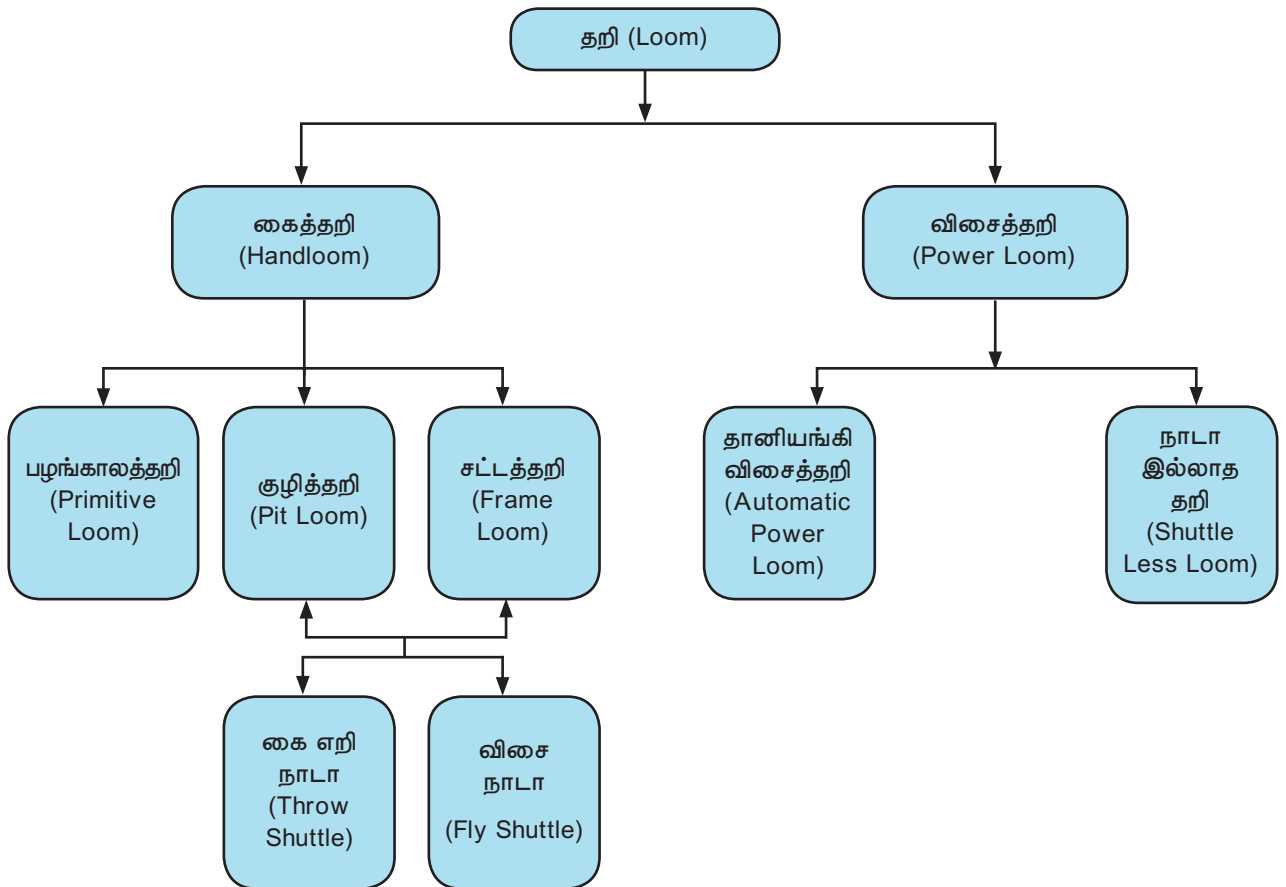 தறி (Loom)
கைத்தறி
(Handloom)
விசைத்தறி
(Power Loom)
பழங்காலத்தறி
(Primitive
Loom)
குழித்தறி
(Pit Loom)
சட்டத்தறி
(Frame
Loom)
தானியங்கி
விசைத்தறி
(Automatic
Power
Loom)
நாடா
இல்லாத
தறி
(Shuttle
Less Loom)
கை எறி
நாடா
(Throw
Shuttle)
விசை
நாடா
(Fly Shuttle)